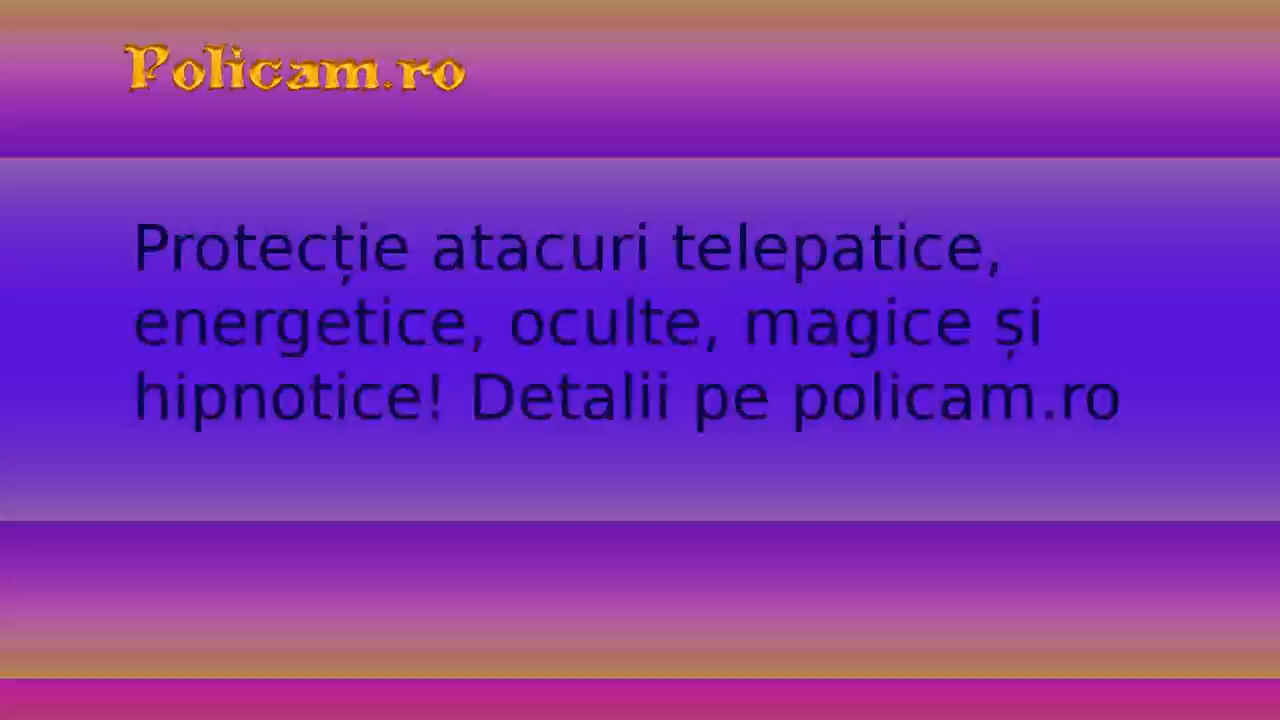 Policam.ro
Protecție atacuri telepatice,
energetice, oculte, magice și
hipnotice! Detalii pe policam.ro